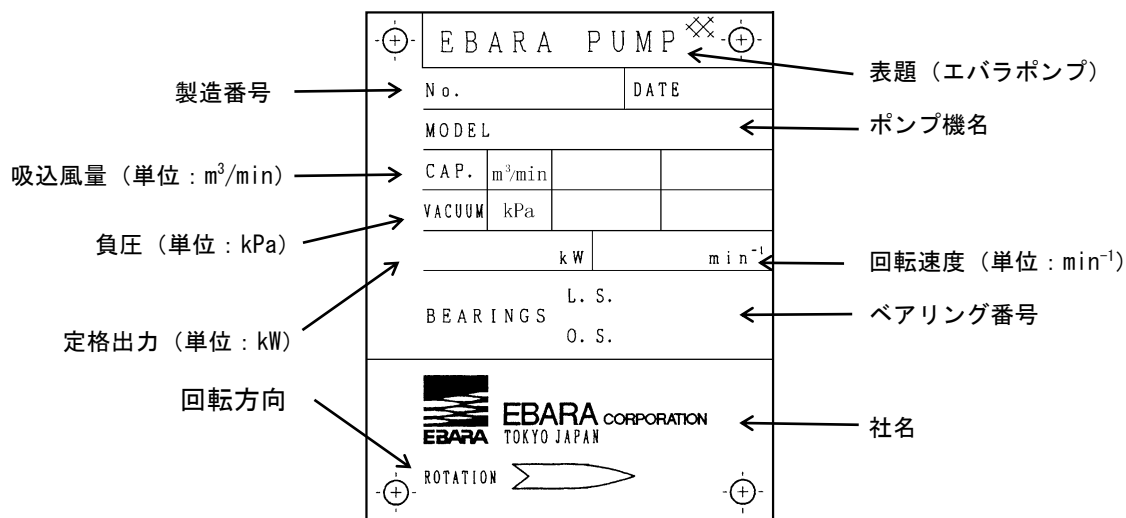 EBARA PUMP
表題（エバラポンプ）
製造番号
No.
DATE
MODEL
ポンプ機名
吸込風量（単位：m³/min）
CAP.
m³/min
負圧（単位：kPa）
VACUUM
kPa
kW
min⁻¹
回転速度（単位：min⁻¹）
定格出力（単位：kW）
BEARINGS
L.S.
O.S.
ベアリング番号
回転方向
EBARA
EBARA CORPORATION
TOKYO JAPAN
社名
ROTATION